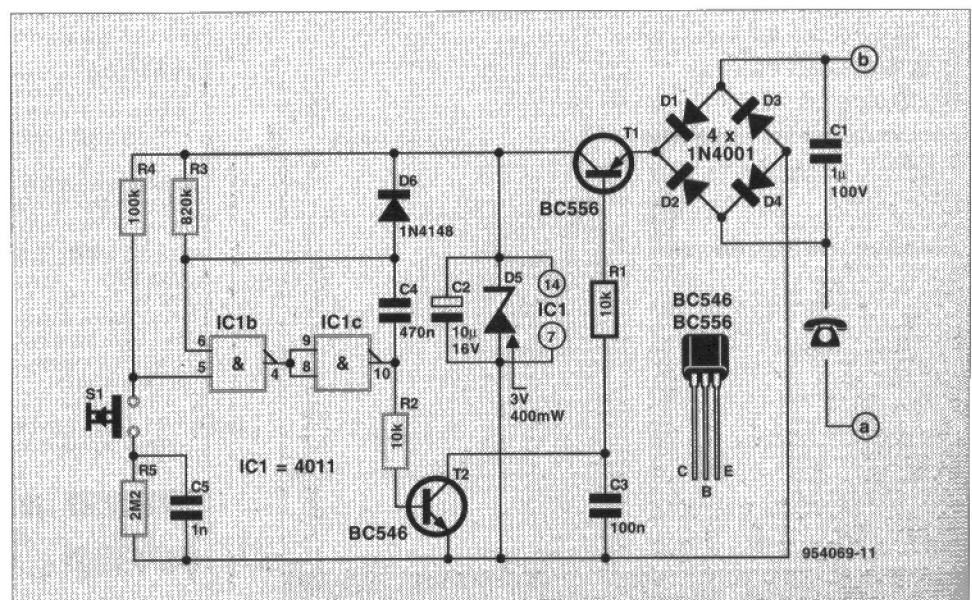 b
D1
D3
T1
4 x
1N4001
C1
1µ
100V
R4
R3
100k
820k
D6
1N4148
BC556
D2
D4
C4
470n
C2
10µ
16V
D5
14
IC1
7
R1
10k
BC546
BC556
IC1b
IC1c
6
5
&
4
9
8
&
10
3V
400mW
S1
R2
10k
a
IC1 = 4011
R5
2M2
C5
1n
T2
BC546
C3
100n
C
B
E
954069-11